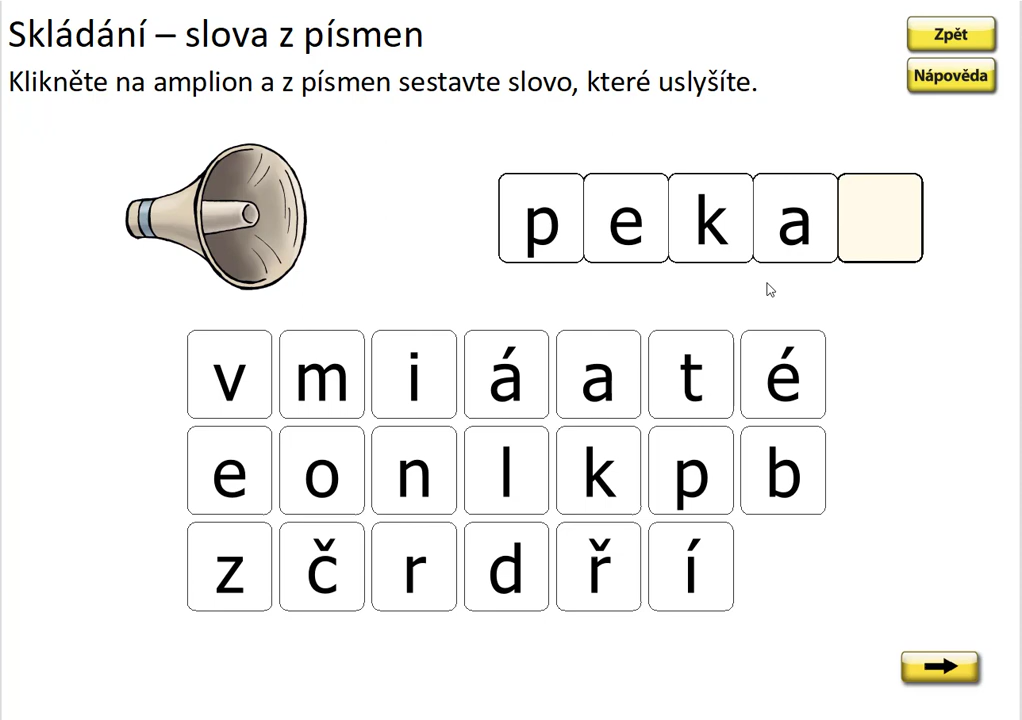 Skládání – slova z písmen
Zpět
Klikněte na amplion a z písmen sestavte slovo, které uslyšíte.
Nápověda
p e k a
v m i á a t é
e o n l k p b
z č r d ř í